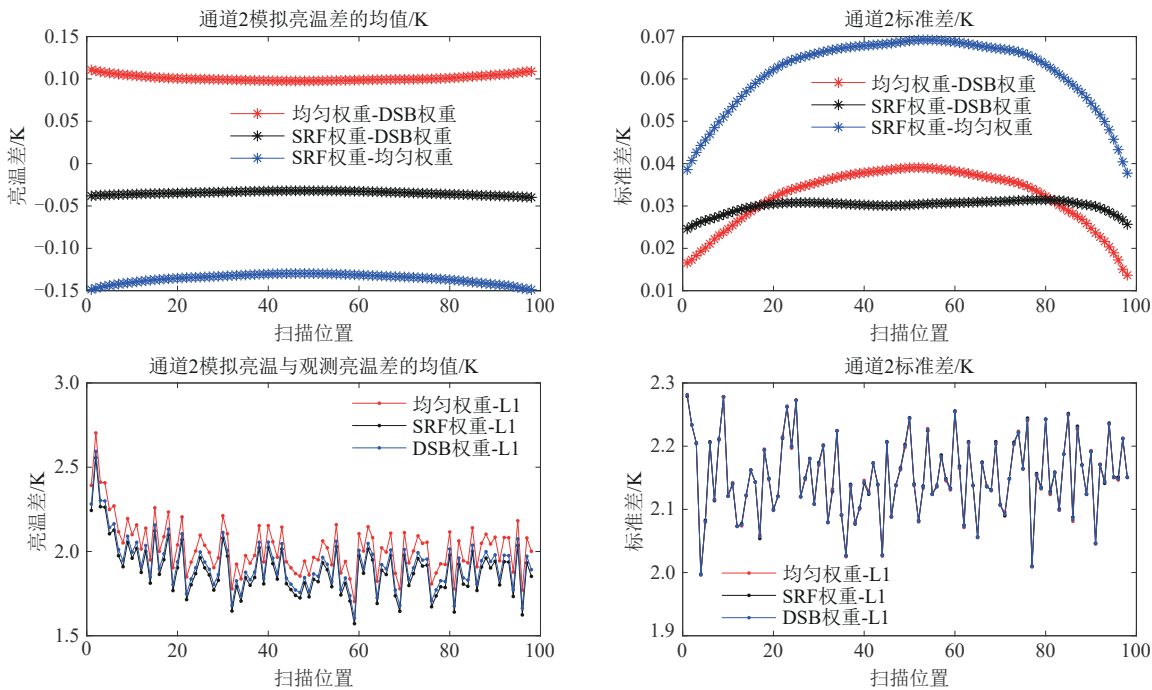 通道2模拟亮温差的均值/K
0.15
0.10
0.05
0
−0.05
−0.10
−0.15
亮温差/K
均匀权重-DSB权重
SRF权重-DSB权重
SRF权重-均匀权重
0 20 40 60 80 100
扫描位置
通道2标准差/K
0.07
0.06
0.05
0.04
0.03
0.02
0.01
标准差/K
均匀权重-DSB权重
SRF权重-DSB权重
SRF权重-均匀权重
0 20 40 60 80 100
扫描位置
通道2模拟亮温与观测亮温差的均值/K
3.0
2.5
2.0
1.5
亮温差/K
均匀权重-L1
SRF权重-L1
DSB权重-L1
0 20 40 60 80 100
扫描位置
通道2标准差/K
2.3
2.2
2.1
2.0
1.9
标准差/K
均匀权重-L1
SRF权重-L1
DSB权重-L1
0 20 40 60 80 100
扫描位置